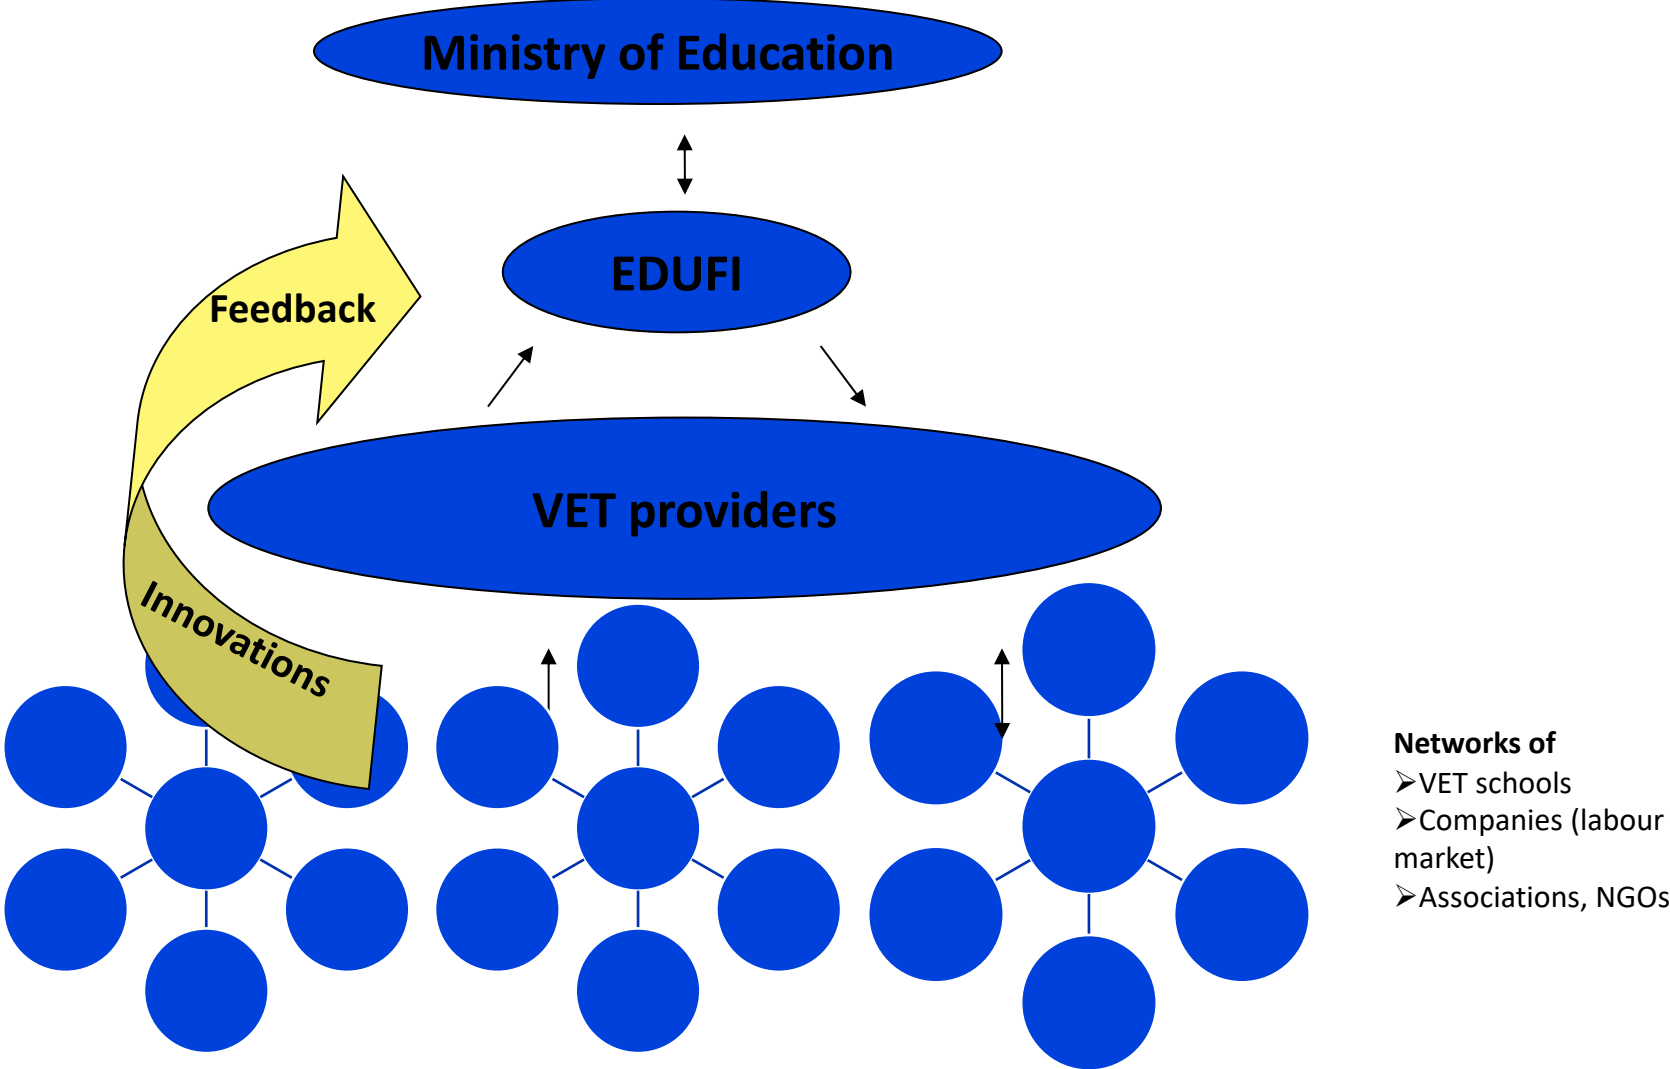 Ministry of Education
EDUFI
Feedback
VET providers
Innovations
Networks of
➢VET schools
➢Companies (labour
market)
➢Associations, NGOs